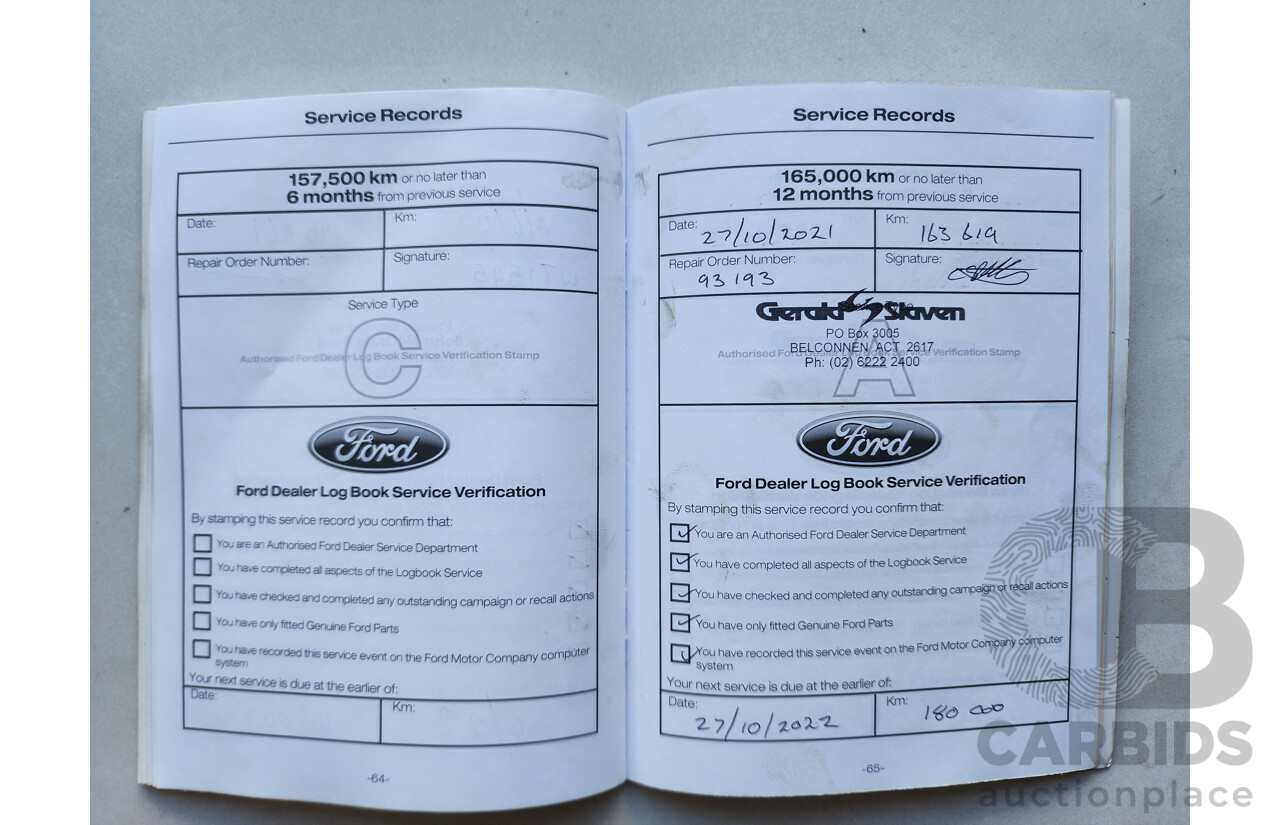 Service Records
157,500 km or no later than
6 months from previous service
Date:
Km:
Repair Order Number:
Signature:
Service Type
C
Authorised Ford Dealer Log Book Service Verification Stamp
Ford
Ford Dealer Log Book Service Verification
By stamping this service record you confirm that:
You are an Authorised Ford Dealer Service Department
You have completed all aspects of the Logbook Service
You have checked and completed any outstanding campaign or recall actions
You have only fitted Genuine Ford Parts
You have recorded this service event on the Ford Motor Company computer
system
Your next service is due at the earlier of:
Date:
Km:
-64-
Service Records
165,000 km or no later than
12 months from previous service
Date: 27/10/2021
Km: 163 619
Repair Order Number:
93193
Signature:
Gerald Slaven
PO Box 3005
BELCONNEN ACT 2617
Authorised Ford Dealer Log Book Service Verification Stamp
Ph: (02) 6222 2400
A
Ford
Ford Dealer Log Book Service Verification
By stamping this service record you confirm that:
You are an Authorised Ford Dealer Service Department
You have completed all aspects of the Logbook Service
You have checked and completed any outstanding campaign or recall actions
You have only fitted Genuine Ford Parts
You have recorded this service event on the Ford Motor Company computer
system
Your next service is due at the earlier of:
Date:
27/10/2022
Km: 180 000
-65-
CB
CARBIDS
auctionplace